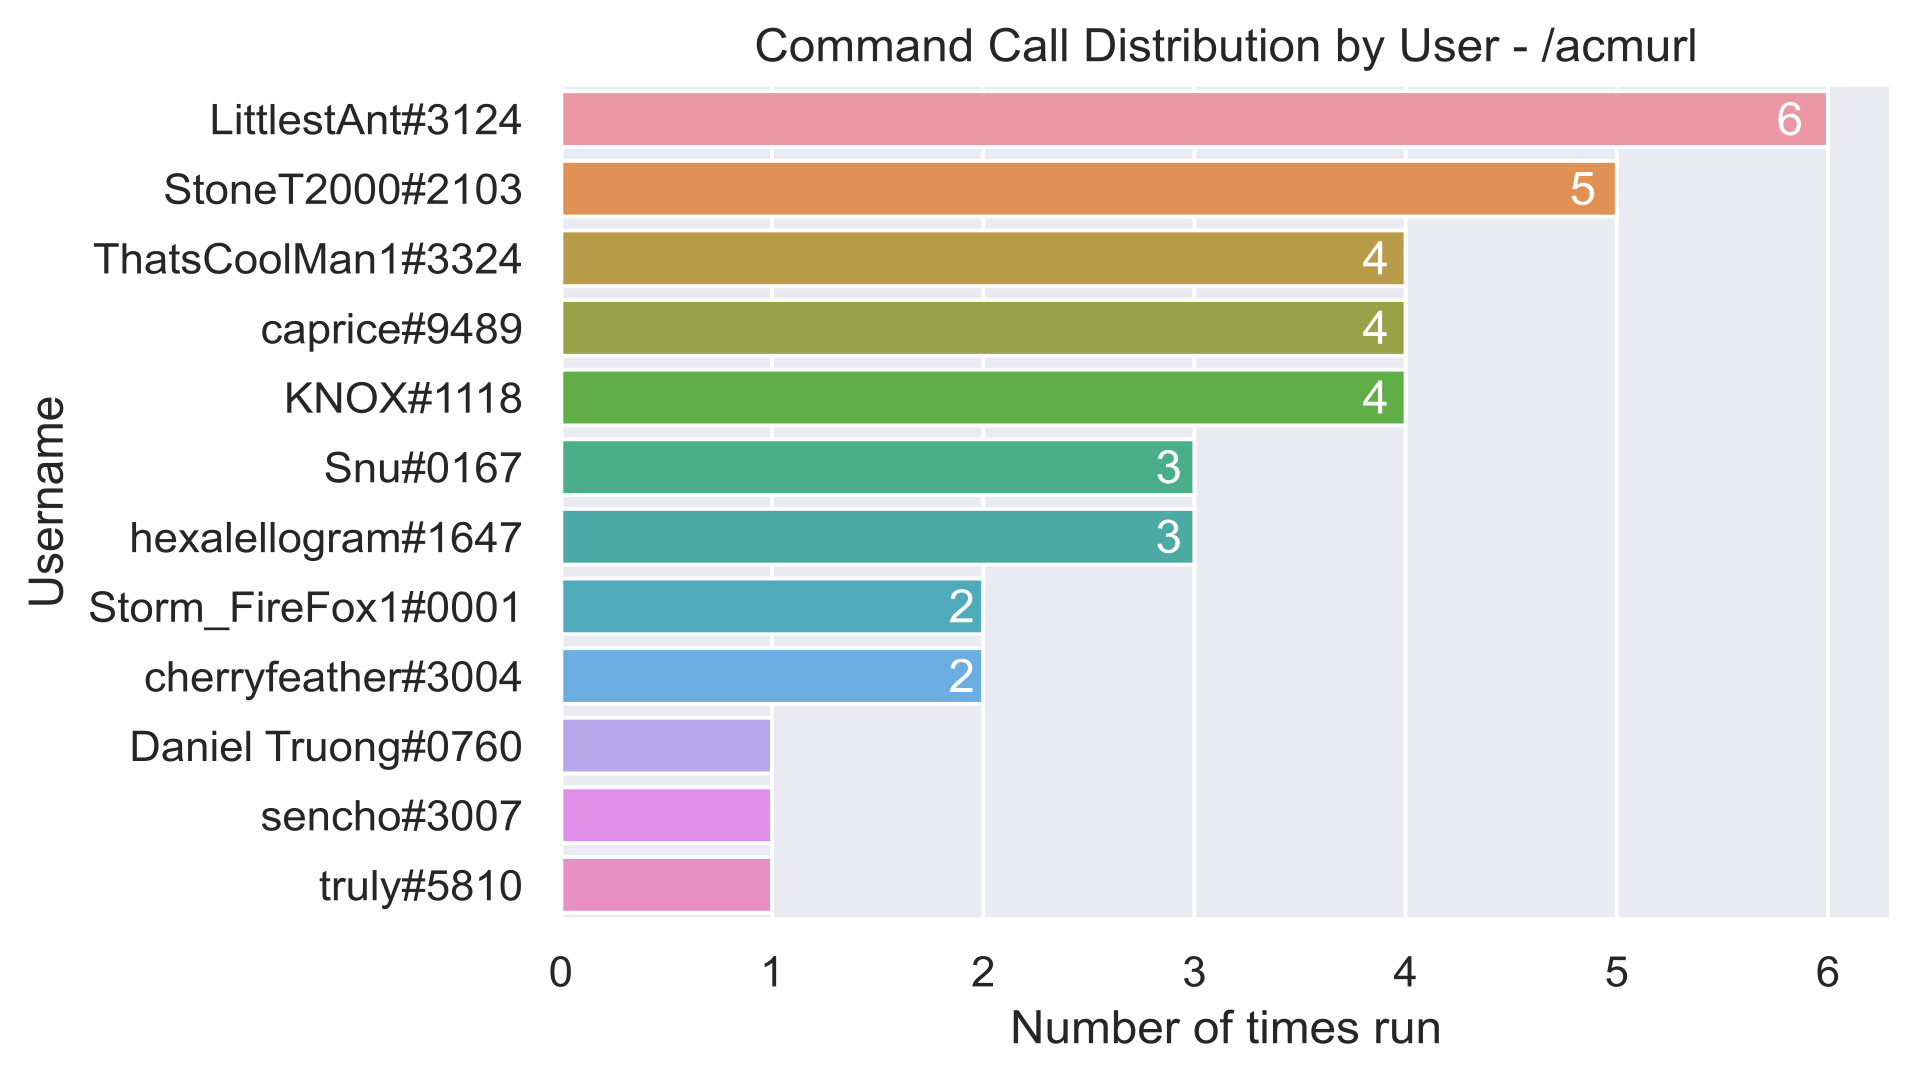 Command Call Distribution by User - /acmurl
LittlestAnt#3124
6
StoneT2000#2103
5
ThatsCoolMan1#3324
4
caprice#9489
4
KNOX#1118
4
Snu#0167
3
hexalellogram#1647
3
Storm_FireFox1#0001
2
cherryfeather#3004
2
Daniel Truong#0760
sencho#3007
truly#5810
Username
0 1 2 3 4 5 6
Number of times run